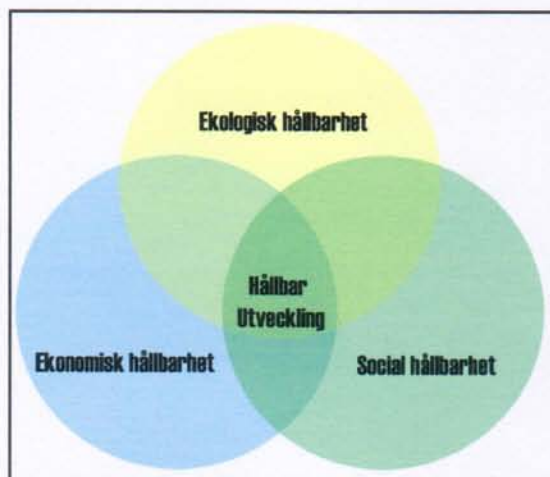 Ekologisk hållbarhet
Hållbar
Utveckling
Ekonomisk hållbarhet
Social hållbarhet